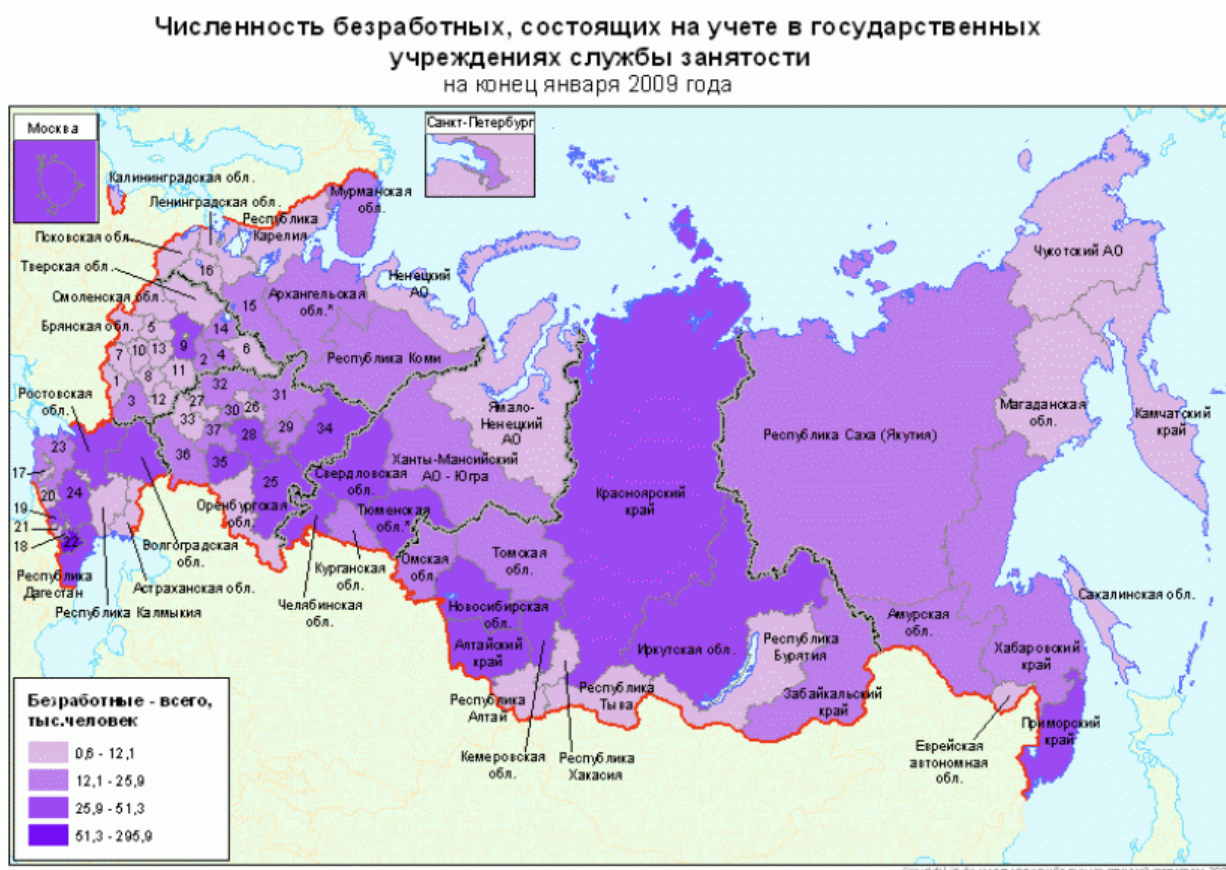 Численность безработных, состоящих на учете в государственных
учреждениях службы занятости
на конец января 2009 года
Москва
Санкт-Петербург
Калининградская обл.
Ленинградская обл.
Мурманская
обл.
Республика
Карелия
Псковская обл.
Тверская обл.
16
Ненецкий
АО
Чукотский АО
Смоленская обл.
15
Архангельская
обл.*
Брянская обл.
5
14
9
7
10
13
2
4
6
Республика Коми
1
8
11
3
12
32
31
27
30
26
33
Ростовская
обл.
23
37
28
29
34
36
35
Ямало-
Ненецкий
АО
Магаданская
обл.
Камчатский
край
Республика Саха (Якутия)
17
20
24
25
Ханты-Мансийский
АО - Югра
Свердловская
обл.
Красноярский
край
19
21
18
22
Оренбургская
обл.
Тюменская
обл.*
Волгоградская
обл.
Томская
обл.
Омская
обл.
Республика
Дагестан
Астраханская обл.
Курганская
обл.
Республика Калмыкия
Челябинская
обл.
Новосибирская
обл.
Сахалинская обл.
Амурская
обл.
Хабаровский
край
Алтайский
край
Иркутская обл.
Республика
Бурятия
Республика
Алтай
Республика
Тыва
Забайкальский
край
Приморский
край
Кемеровская
обл.
Республика
Хакасия
Еврейская
автономная
обл.
Безработные - всего,
тыс.человек
0,6 - 12,1
12,1 - 25,9
25,9 - 51,3
51,3 - 295,9